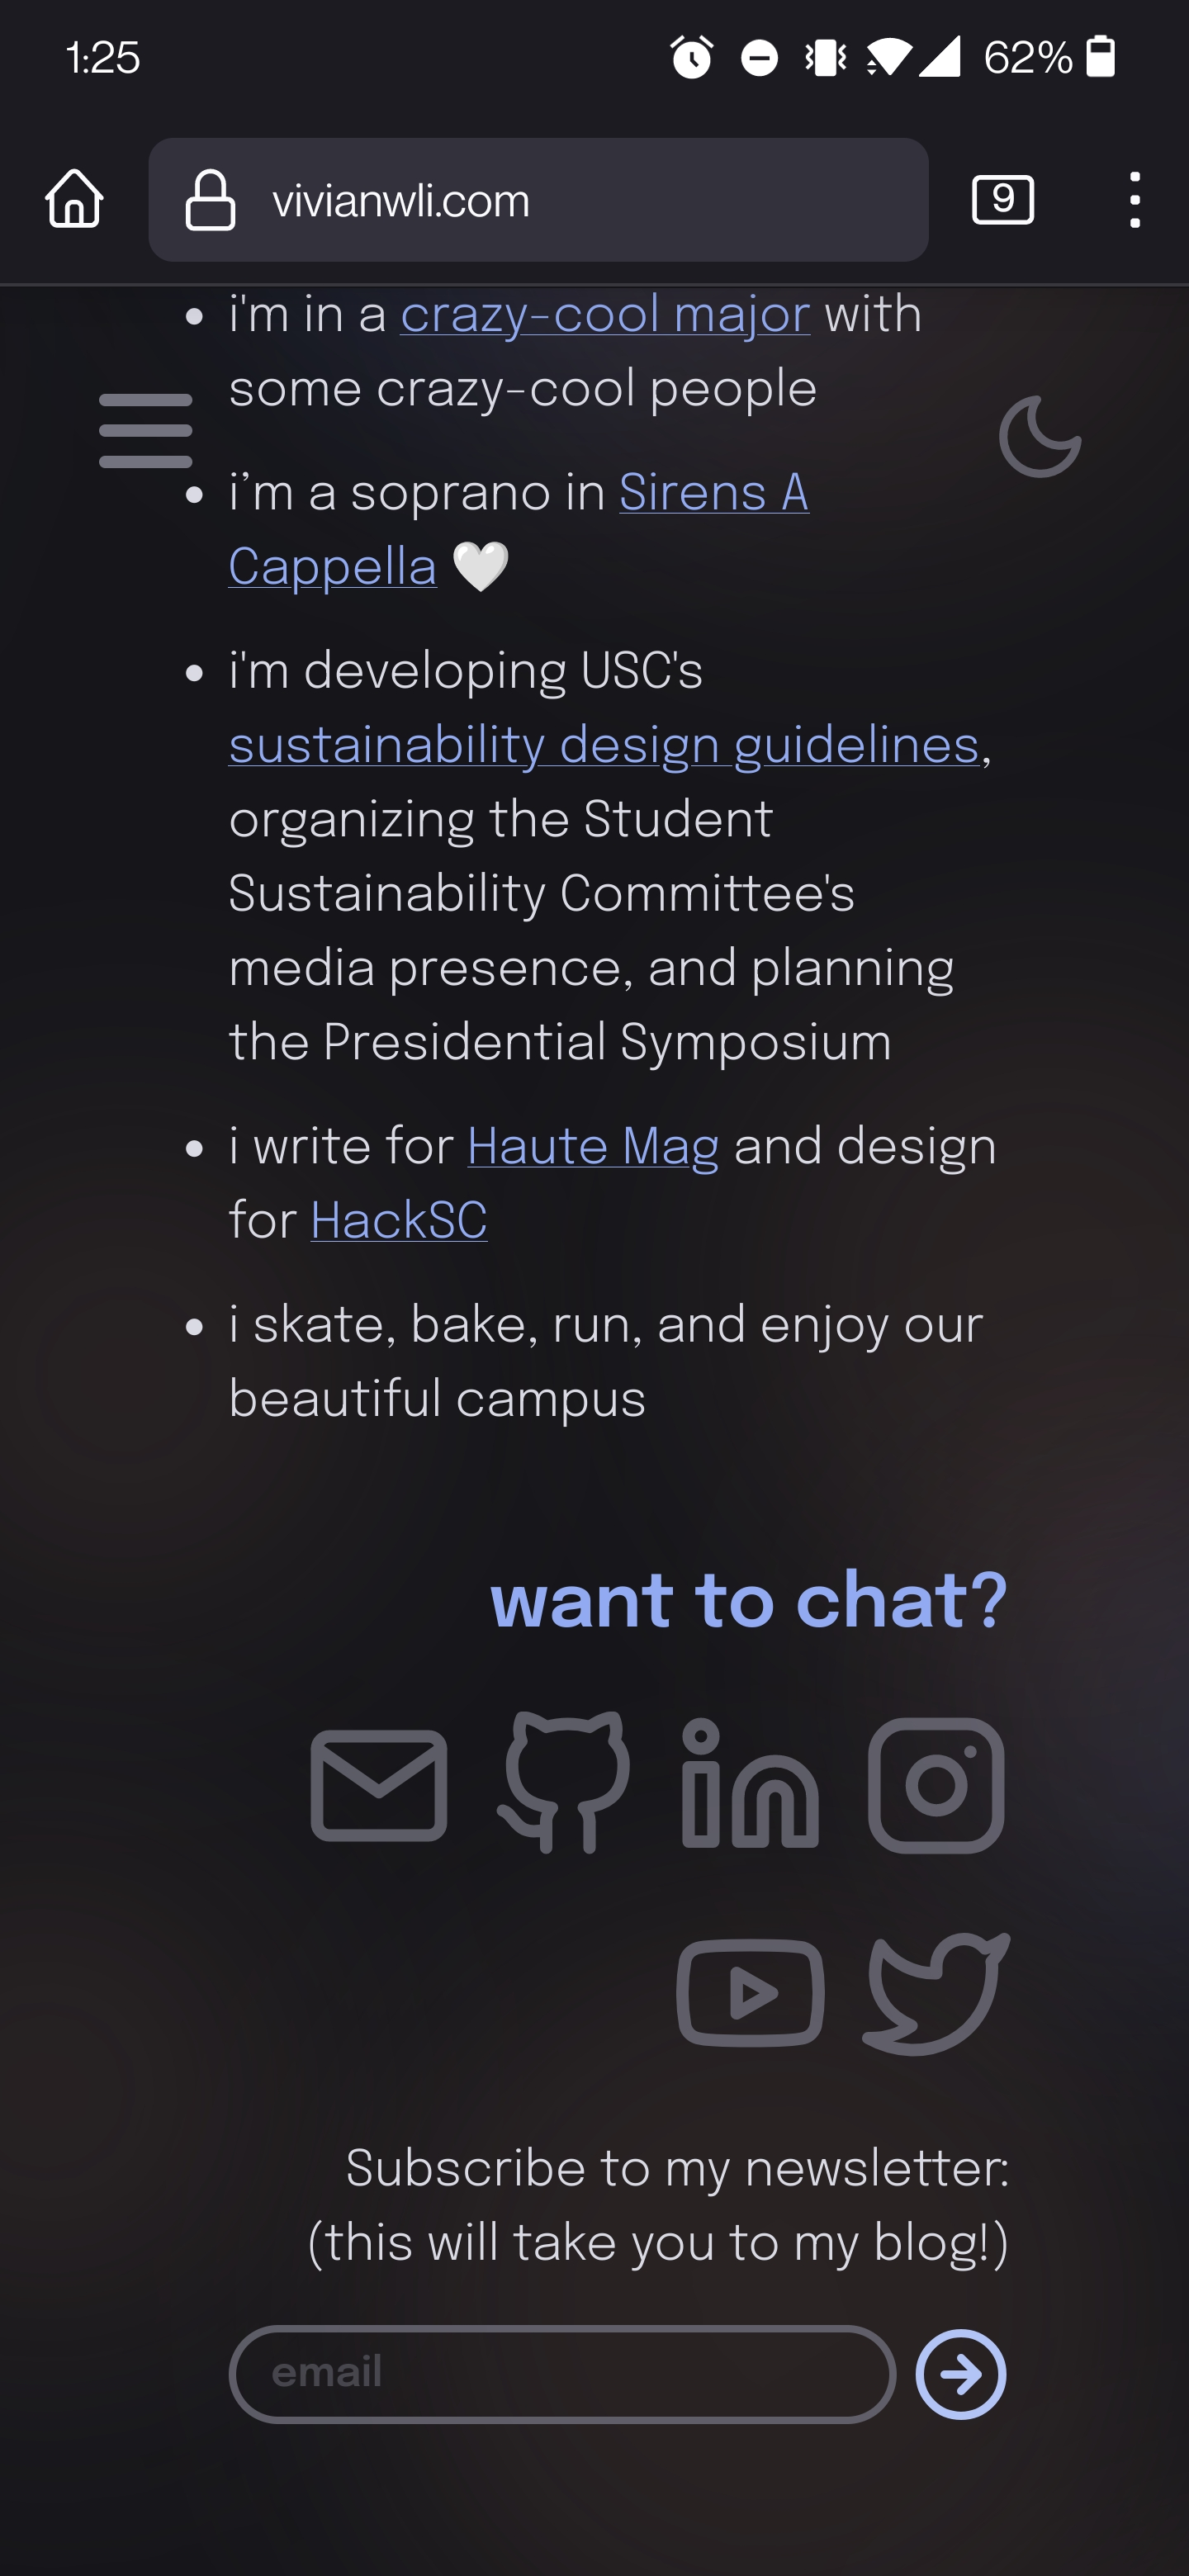 1:25
62%
vivianwli.com
9
i'm in a crazy-cool major with
some crazy-cool people
i’m a soprano in Sirens A
Cappella 🤍
i'm developing USC's
sustainability design guidelines,
organizing the Student
Sustainability Committee's
media presence, and planning
the Presidential Symposium
i write for Haute Mag and design
for HackSC
i skate, bake, run, and enjoy our
beautiful campus
want to chat?
Subscribe to my newsletter:
(this will take you to my blog!)
email